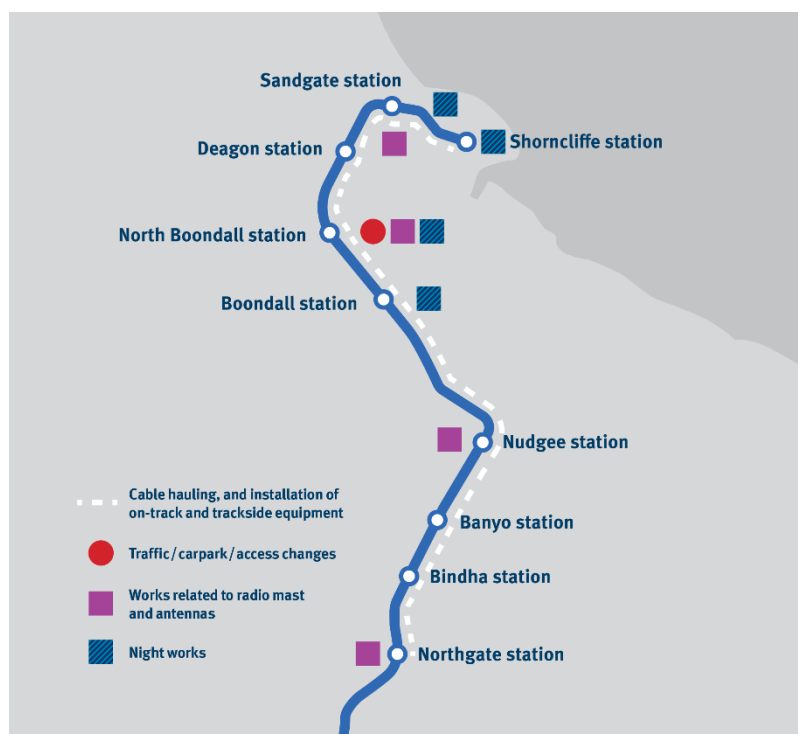 Sandgate station
Shorncliffe station
Deagon station
North Boondall station
Boondall station
Nudgee station
Cable hauling, and installation of
on-track and trackside equipment
Banyo station
Traffic/carpark/access changes
Bindha station
Works related to radio mast
and antennas
Night works
Northgate station